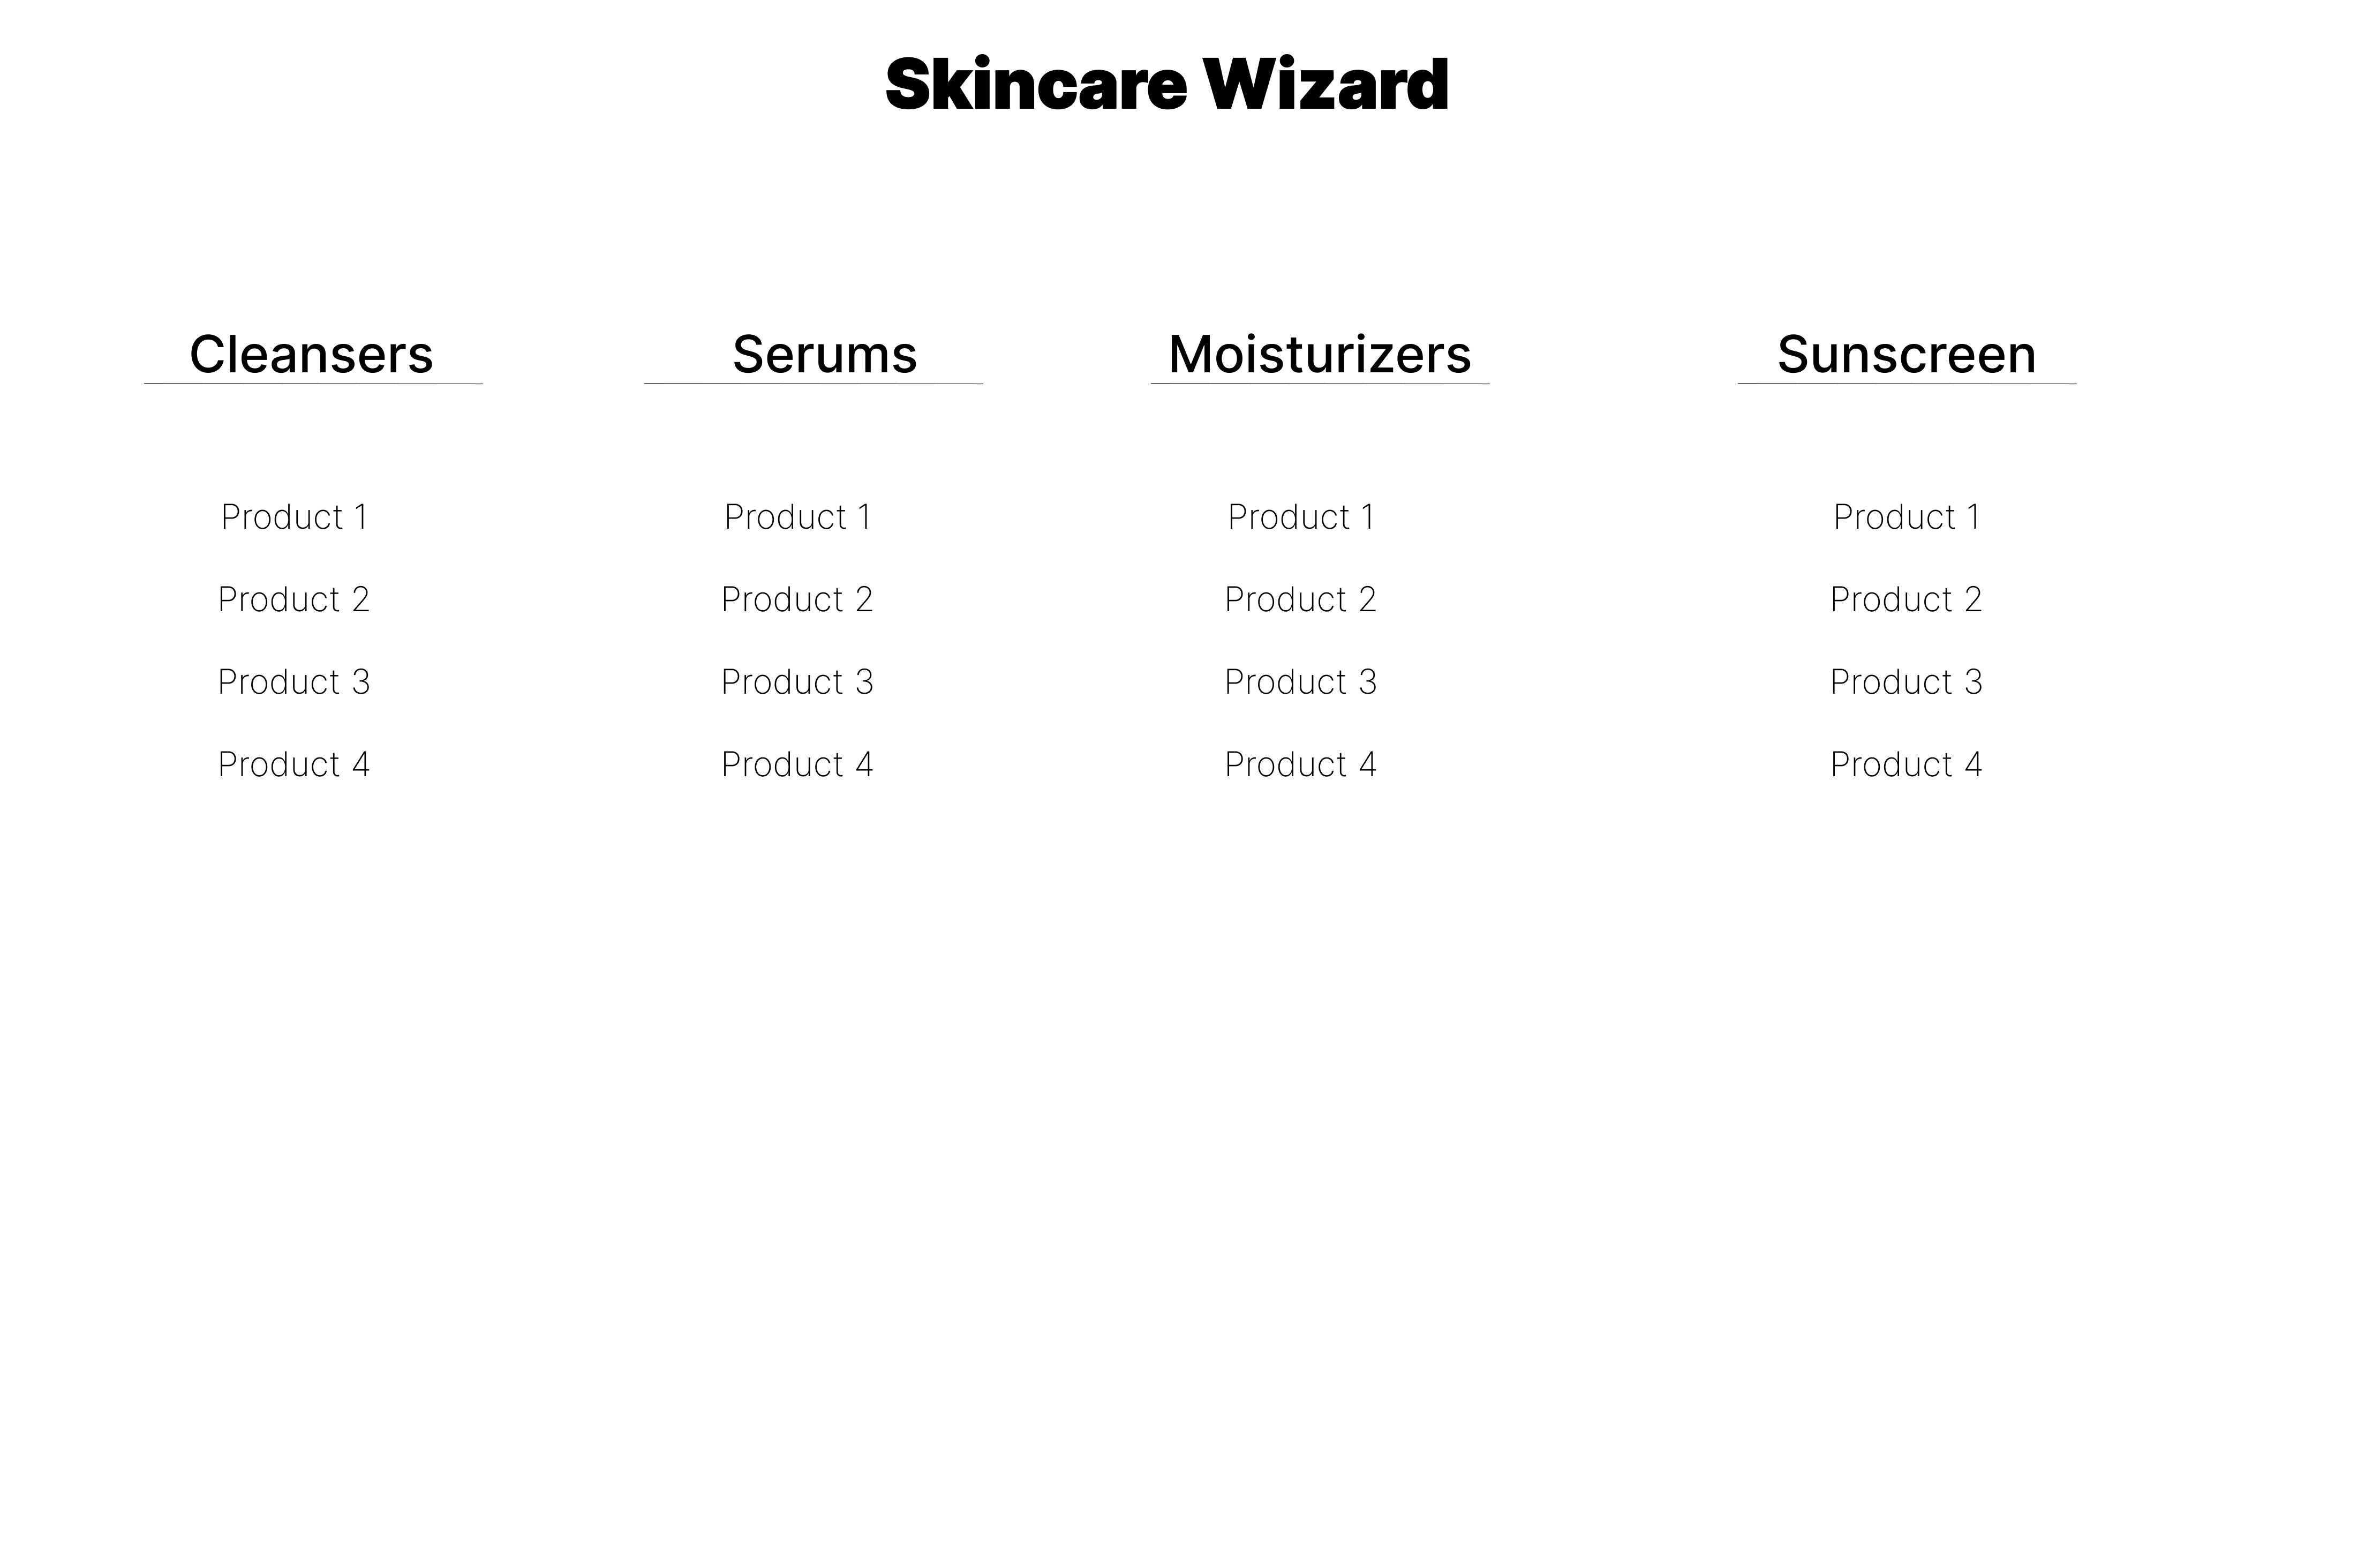 Skincare Wizard
Cleansers
Product 1
Product 2
Product 3
Product 4
Serums
Product 1
Product 2
Product 3
Product 4
Moisturizers
Product 1
Product 2
Product 3
Product 4
Sunscreen
Product 1
Product 2
Product 3
Product 4